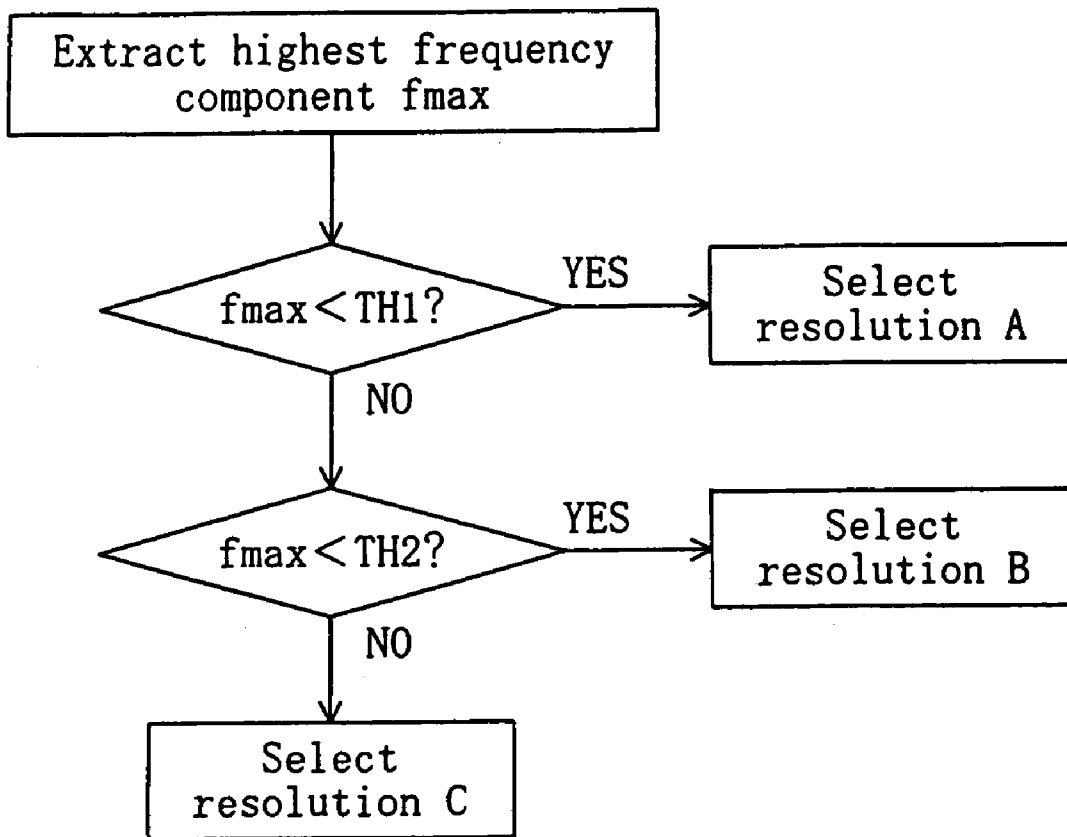 Extract highest frequency
component fmax
fmax<TH1?
YES
Select
resolution A
NO
fmax<TH2?
YES
Select
resolution B
NO
Select
resolution C